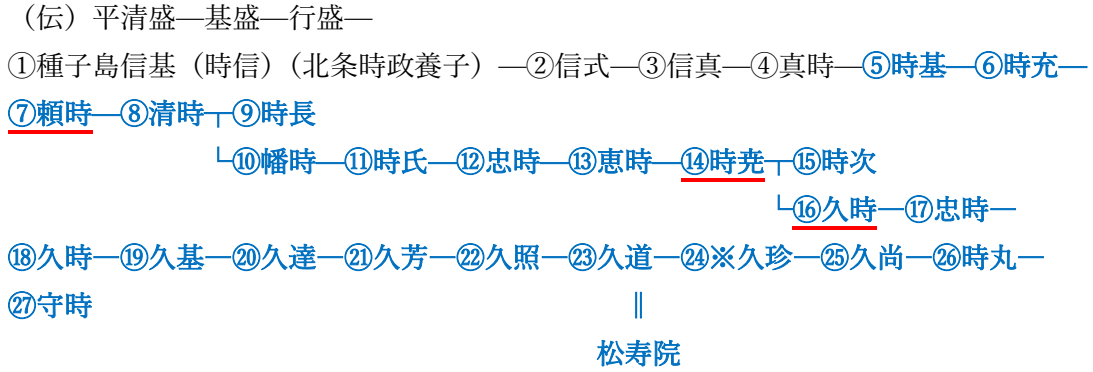 （伝）平清盛―基盛―行盛―
①種子島信基（時信）（北条時政養子）―②信式―③信真―④真時―⑤時基―⑥時充―
⑦頼時―⑧清時┬⑨時長
└⑩幡時―⑪時氏―⑫忠時―⑬恵時―⑭時尭┬⑮時次
└⑯久時―⑰忠時―
⑱久時―⑲久基―⑳久達―㉑久芳―㉒久照―㉓久道―㉔※久珍―㉕久尚―㉖時丸―
㉗守時 ∥
松寿院